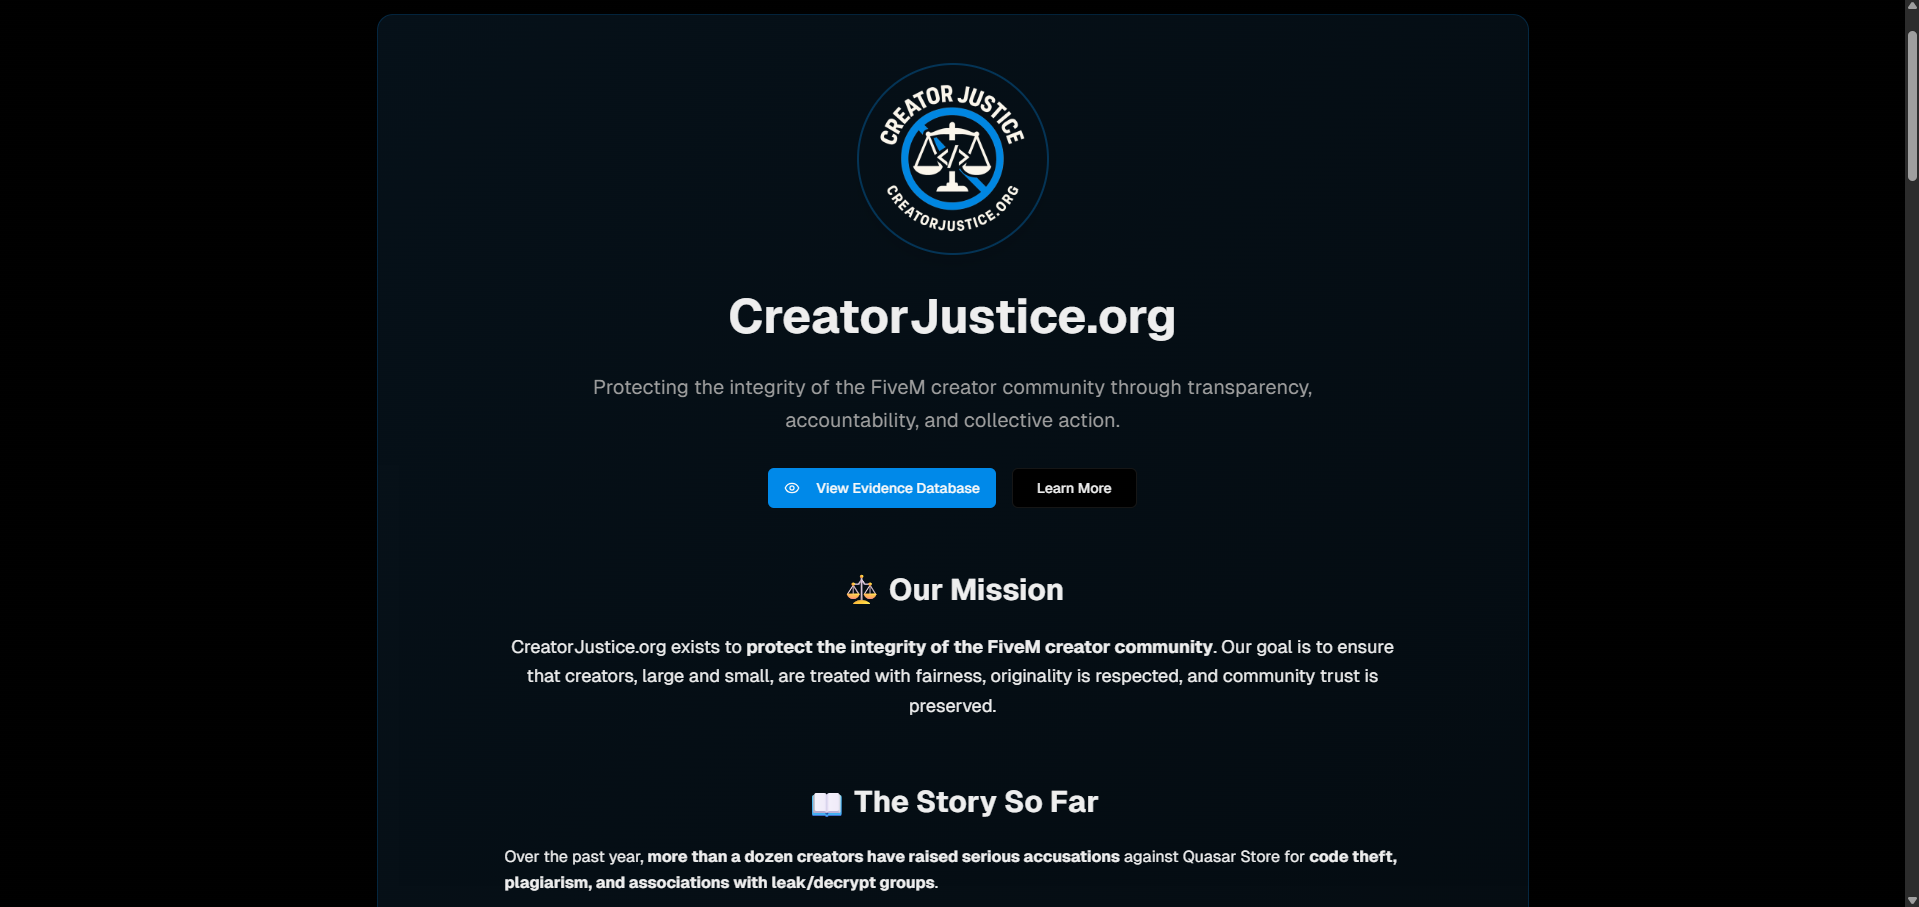 CREATOR JUSTICE
</>
CREATORJUSTICE.ORG
CreatorJustice.org
Protecting the integrity of the FiveM creator community through transparency,
accountability, and collective action.
View Evidence Database
Learn More
Our Mission
CreatorJustice.org exists to protect the integrity of the FiveM creator community. Our goal is to ensure
that creators, large and small, are treated with fairness, originality is respected, and community trust is
preserved.
The Story So Far
Over the past year, more than a dozen creators have raised serious accusations against Quasar Store for code theft,
plagiarism, and associations with leak/decrypt groups.